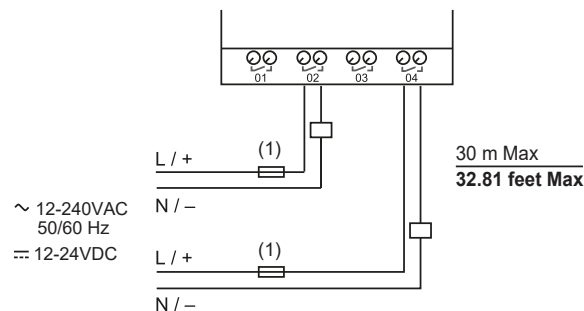 01 02 03 04
(1)
L / +
N / –
30 m Max
32.81 feet Max
~ 12-240VAC
50/60 Hz
⎓ 12-24VDC
(1)
L / +
N / –